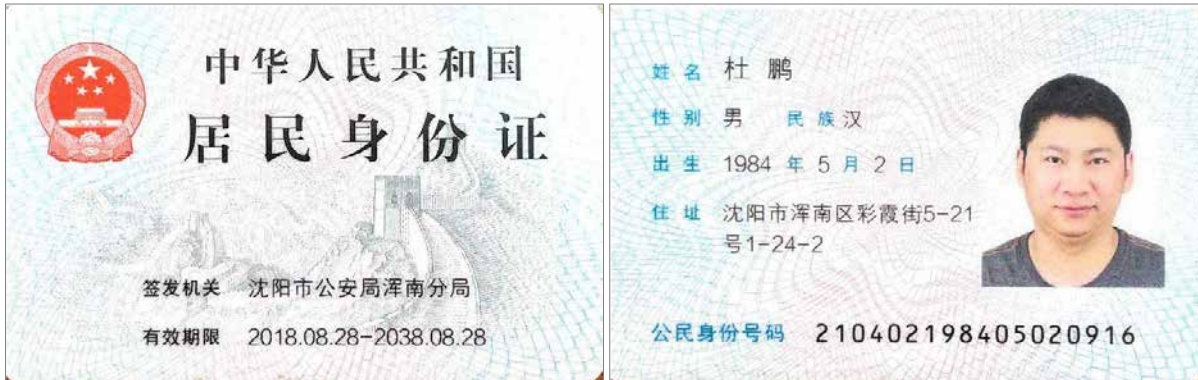 中华人民共和国
居民身份证
签发机关 沈阳市公安局浑南分局
有效期限 2018.08.28-2038.08.28
姓名 杜鹏
性别 男 民族 汉
出生 1984 年 5 月 2 日
住址 沈阳市浑南区彩霞街5-21
号1-24-2
公民身份号码 210402198405020916